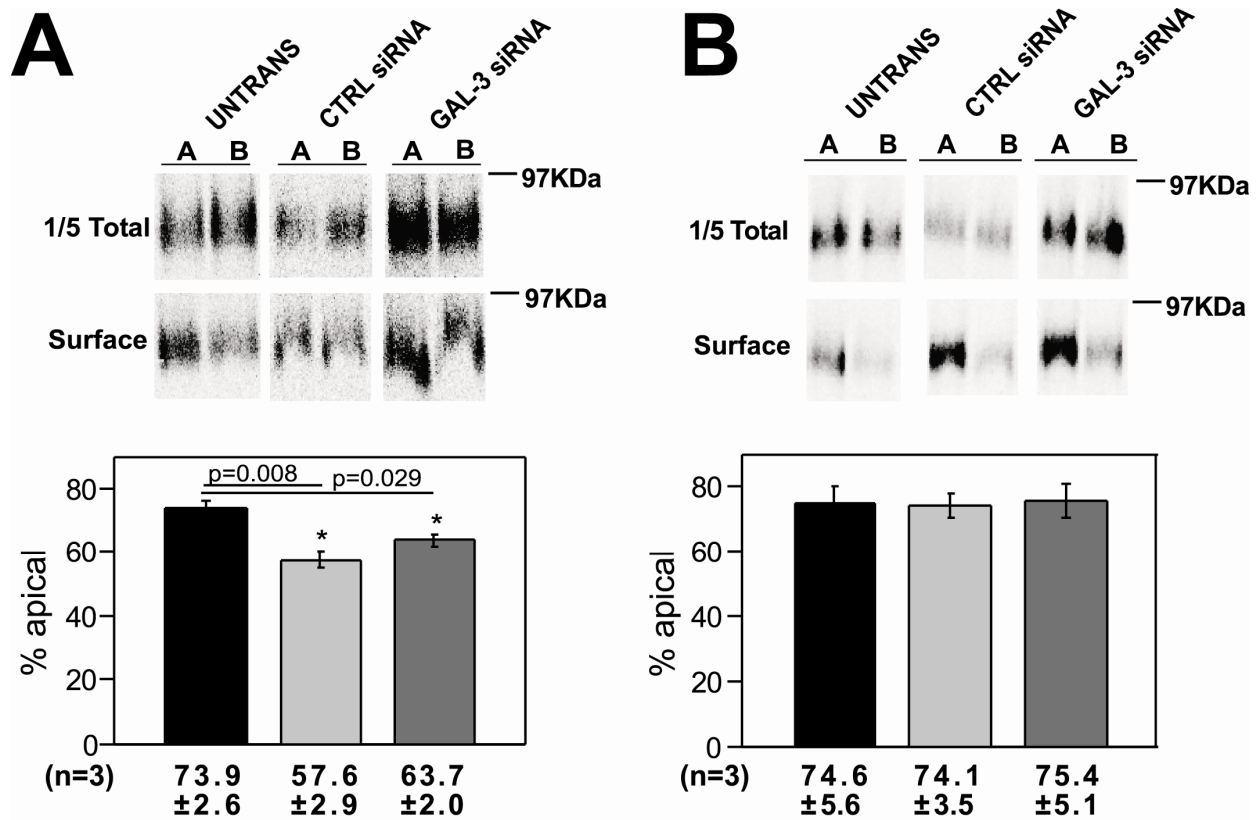 A
UNTRANS
CTRL siRNA
GAL-3 siRNA
A B A B A B
97KDa
1/5 Total
97KDa
Surface
p=0.008
p=0.029
*
*
% apical
80
60
40
20
0
(n=3) 73.9 57.6 63.7
±2.6 ±2.9 ±2.0
B
UNTRANS
CTRL siRNA
GAL-3 siRNA
A B A B A B
97KDa
1/5 Total
97KDa
Surface
% apical
80
60
40
20
0
(n=3) 74.6 74.1 75.4
±5.6 ±3.5 ±5.1